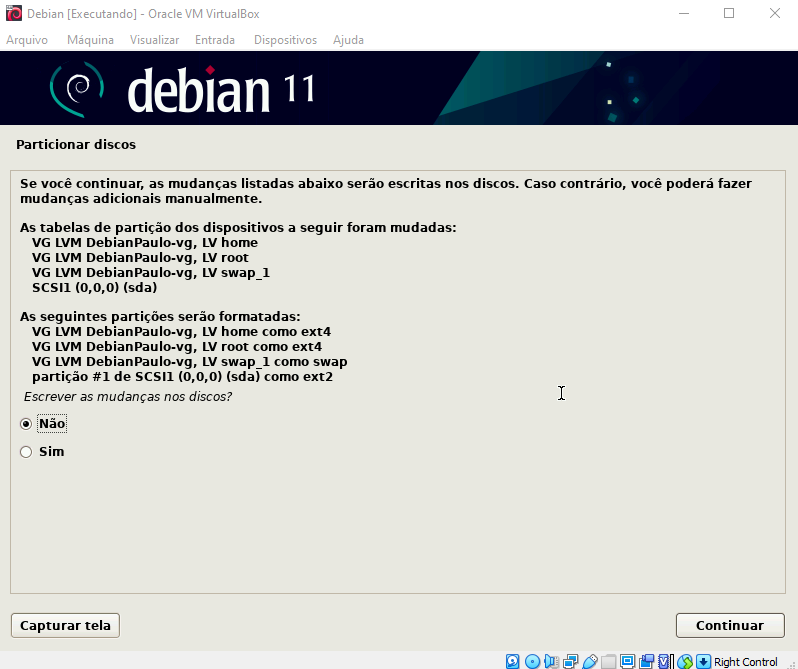 Debian [Executando] - Oracle VM VirtualBox
Arquivo Máquina Visualizar Entrada Dispositivos Ajuda
debian 11
Particionar discos
Se você continuar, as mudanças listadas abaixo serão escritas nos discos. Caso contrário, você poderá fazer
mudanças adicionais manualmente.
As tabelas de partição dos dispositivos a seguir foram mudadas:
VG LVM DebianPaulo-vg, LV home
VG LVM DebianPaulo-vg, LV root
VG LVM DebianPaulo-vg, LV swap_1
SCSI1 (0,0,0) (sda)
As seguintes partições serão formatadas:
VG LVM DebianPaulo-vg, LV home como ext4
VG LVM DebianPaulo-vg, LV root como ext4
VG LVM DebianPaulo-vg, LV swap_1 como swap
partição #1 de SCSI1 (0,0,0) (sda) como ext2
Escrever as mudanças nos discos?
Não
Sim
Capturar tela Continuar
Right Control